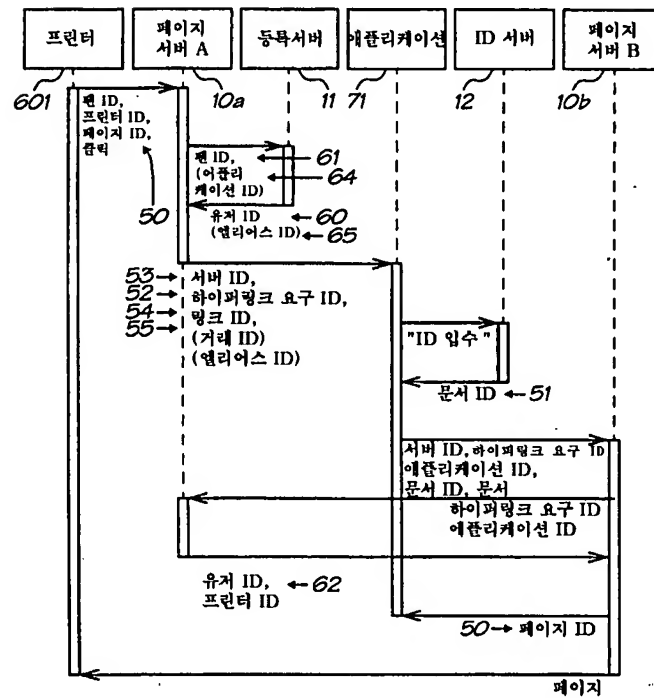 프린터
페이지
서버 A
등록서버
애플리케이션
ID 서버
페이지
서버 B
601
10a
11
71
12
10b
펜 ID,
프린터 ID,
페이지 ID,
클릭
50
펜 ID,
61
(어플리
케이션 ID)
64
유저 ID
60
(엘리어스 ID)
65
53
서버 ID,
52
하이퍼링크 요구 ID,
54
링크 ID,
55
(거래 ID)
(엘리어스 ID)
"ID 입수"
문서 ID
51
서버 ID, 하이퍼링크 요구 ID
애플리케이션 ID,
문서 ID, 문서
하이퍼링크 요구 ID
애플리케이션 ID
유저 ID,
62
프린터 ID
50
페이지 ID
페이지